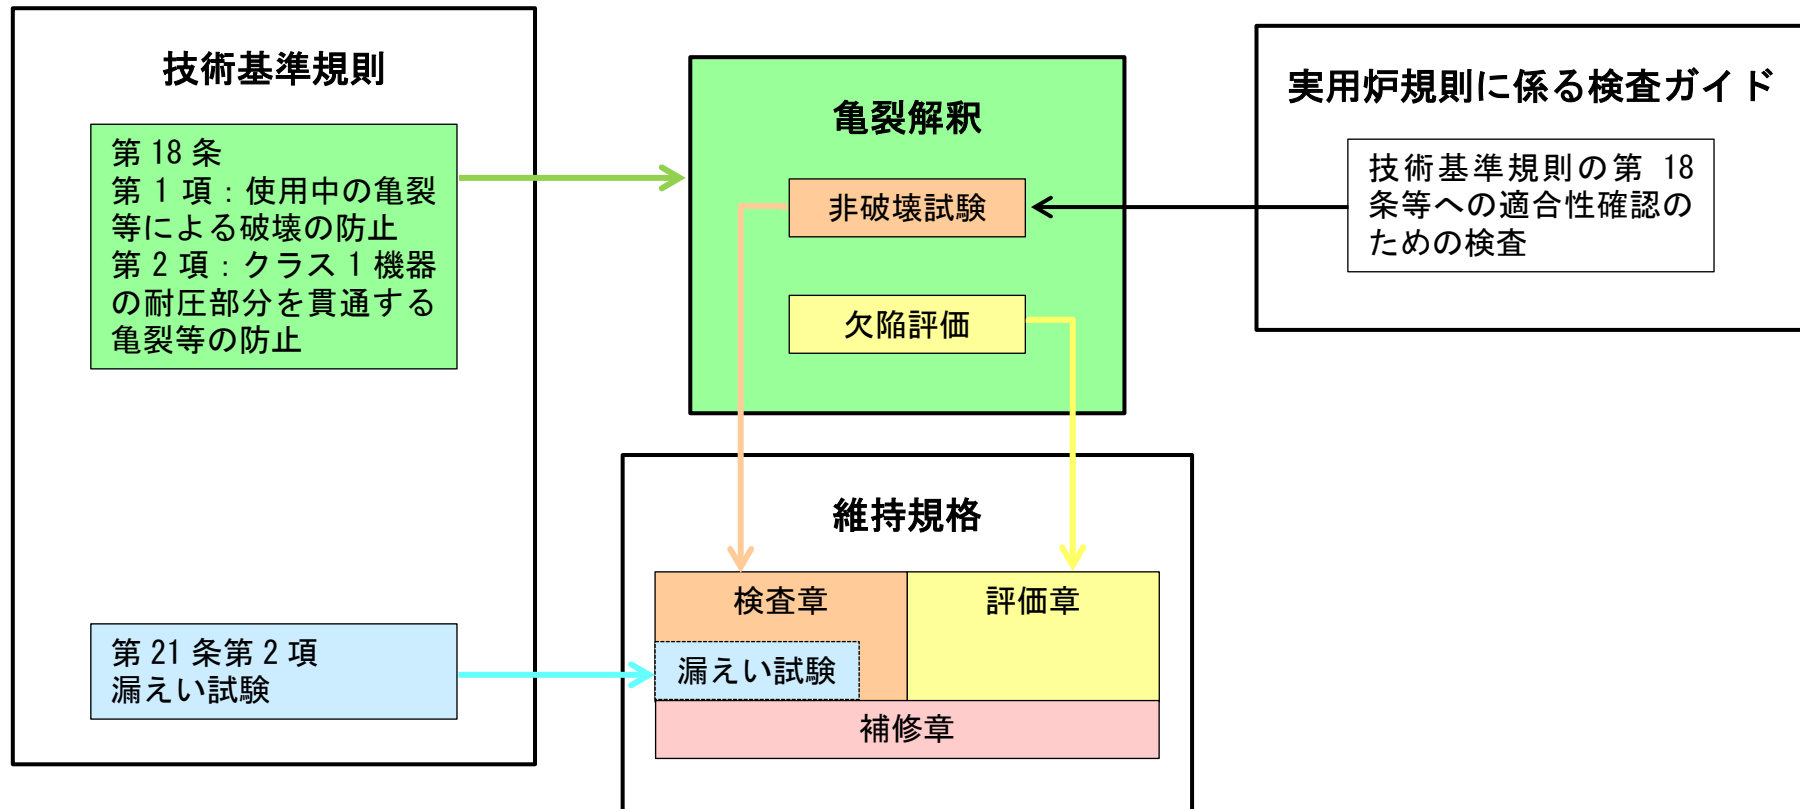 技術基準規則
第 18 条
第 1 項：使用中の亀裂
等による破壊の防止
第 2 項：クラス 1 機器
の耐圧部分を貫通する
亀裂等の防止
第 21 条第 2 項
漏えい試験
亀裂解釈
非破壊試験
欠陥評価
実用炉規則に係る検査ガイド
技術基準規則の第 18
条等への適合性確認の
ための検査
維持規格
検査章
評価章
漏えい試験
補修章